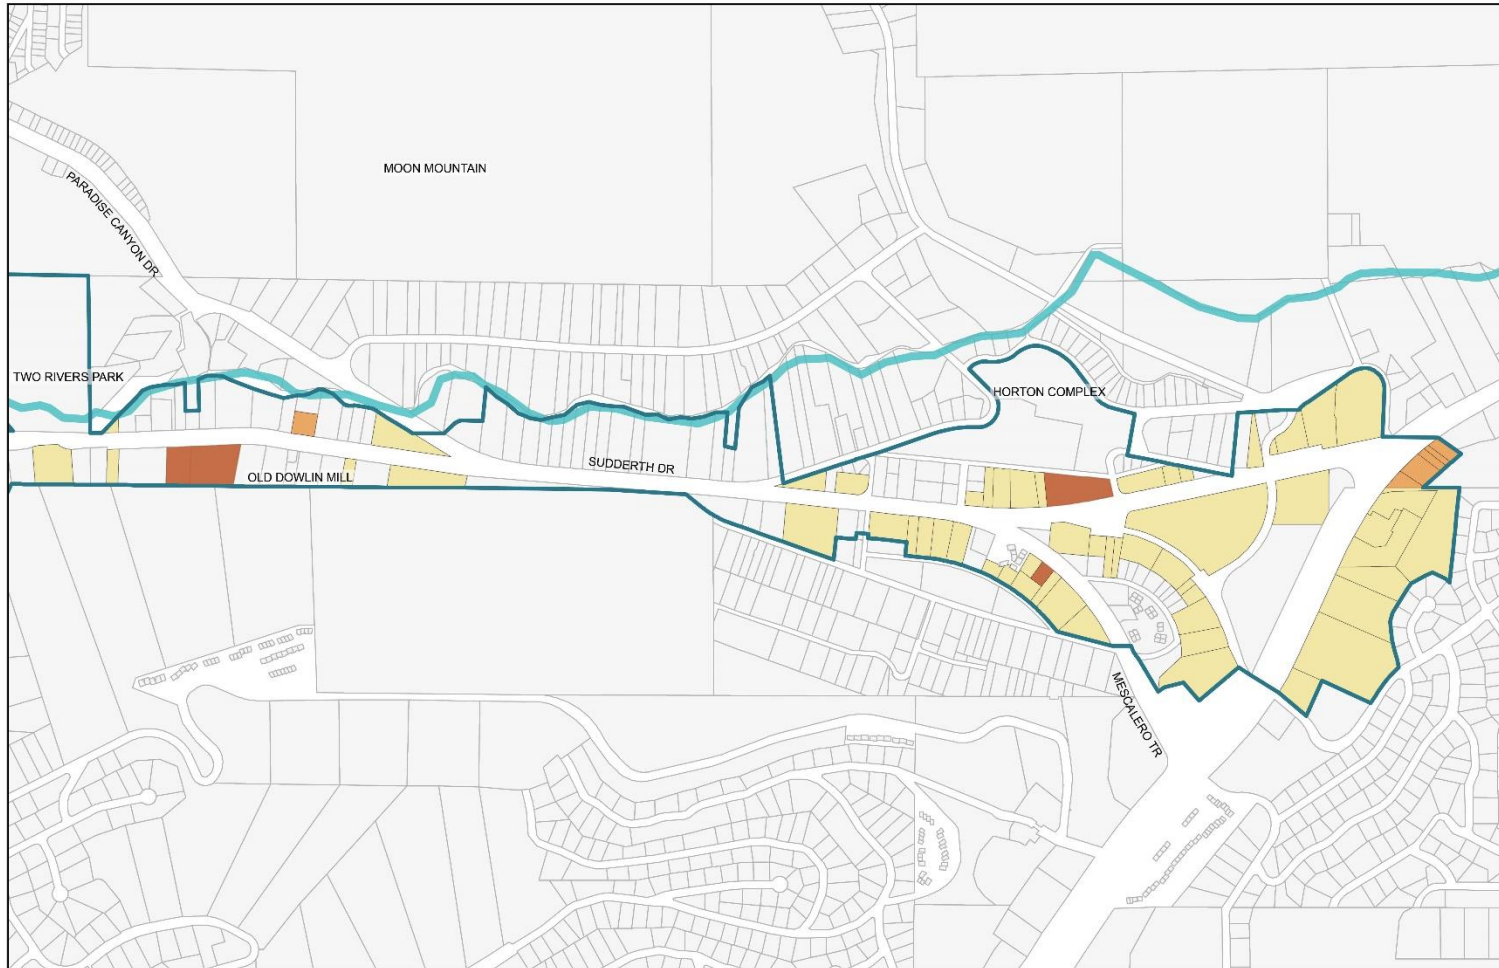 MOON MOUNTAIN
PARADISE CANYON DR
TWO RIVERS PARK
HORTON COMPLEX
SUDDERTH DR
OLD DOWLIN MILL
MESCALERO TR